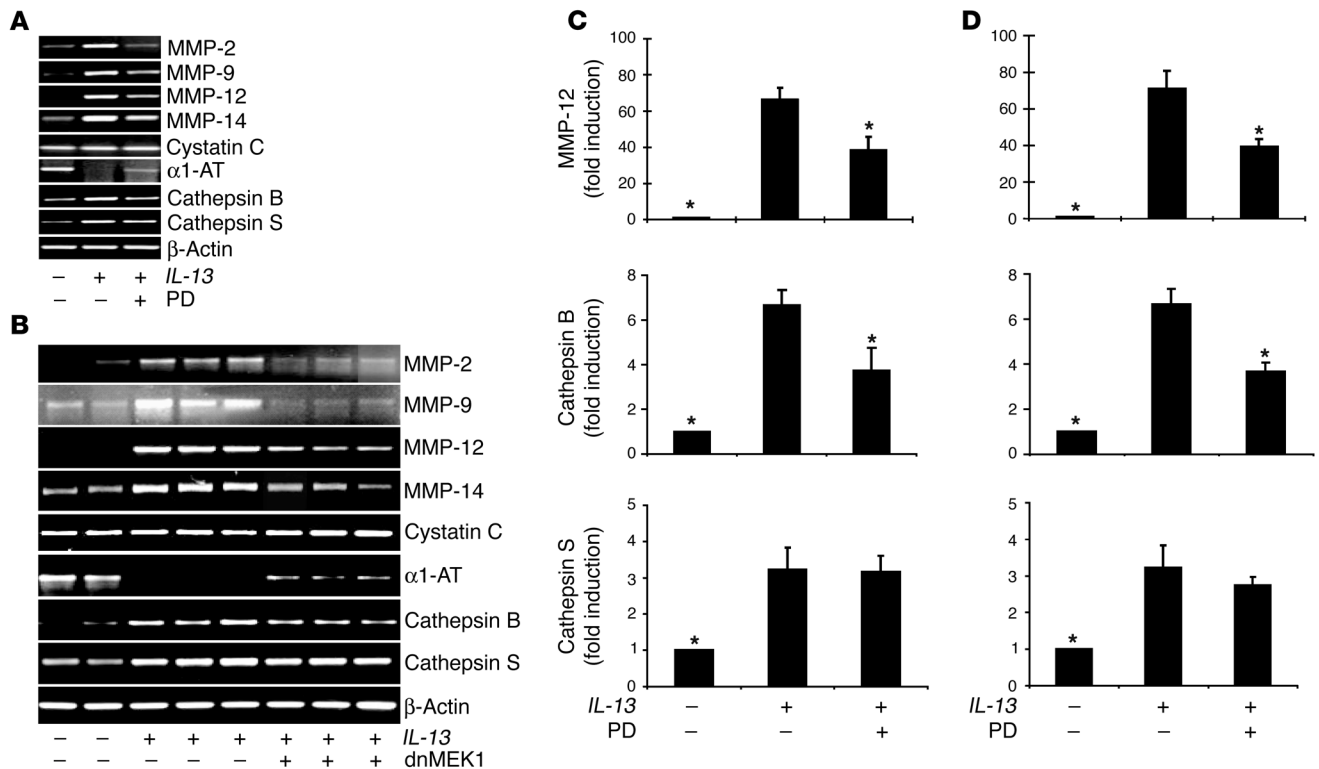 A
MMP-2
MMP-9
MMP-12
MMP-14
Cystatin C
α1-AT
Cathepsin B
Cathepsin S
β-Actin
– + + IL-13
– – + PD
B
MMP-2
MMP-9
MMP-12
MMP-14
Cystatin C
α1-AT
Cathepsin B
Cathepsin S
β-Actin
– – + + + + + + IL-13
– – – – – + + + dnMEK1
C
MMP-12
(fold induction)
100
80
60
40
20
0
* *
Cathepsin B
(fold induction)
8
6
4
2
0
* *
Cathepsin S
(fold induction)
5
4
3
2
1
0
*
IL-13 – + +
PD – – +
D
100
80
60
40
20
0
* *
8
6
4
2
0
* *
5
4
3
2
1
0
*
IL-13 – + +
PD – – +